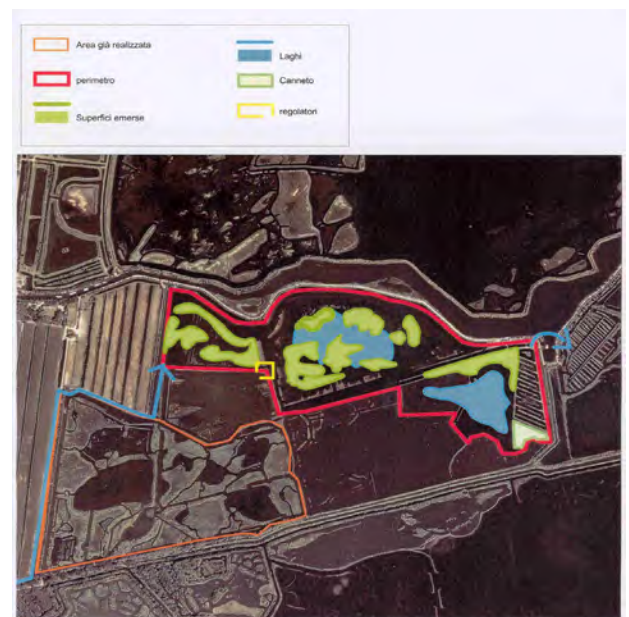 Area già realizzata
perimetro
Superfici emerse
Laghi
Canneto
regolatori